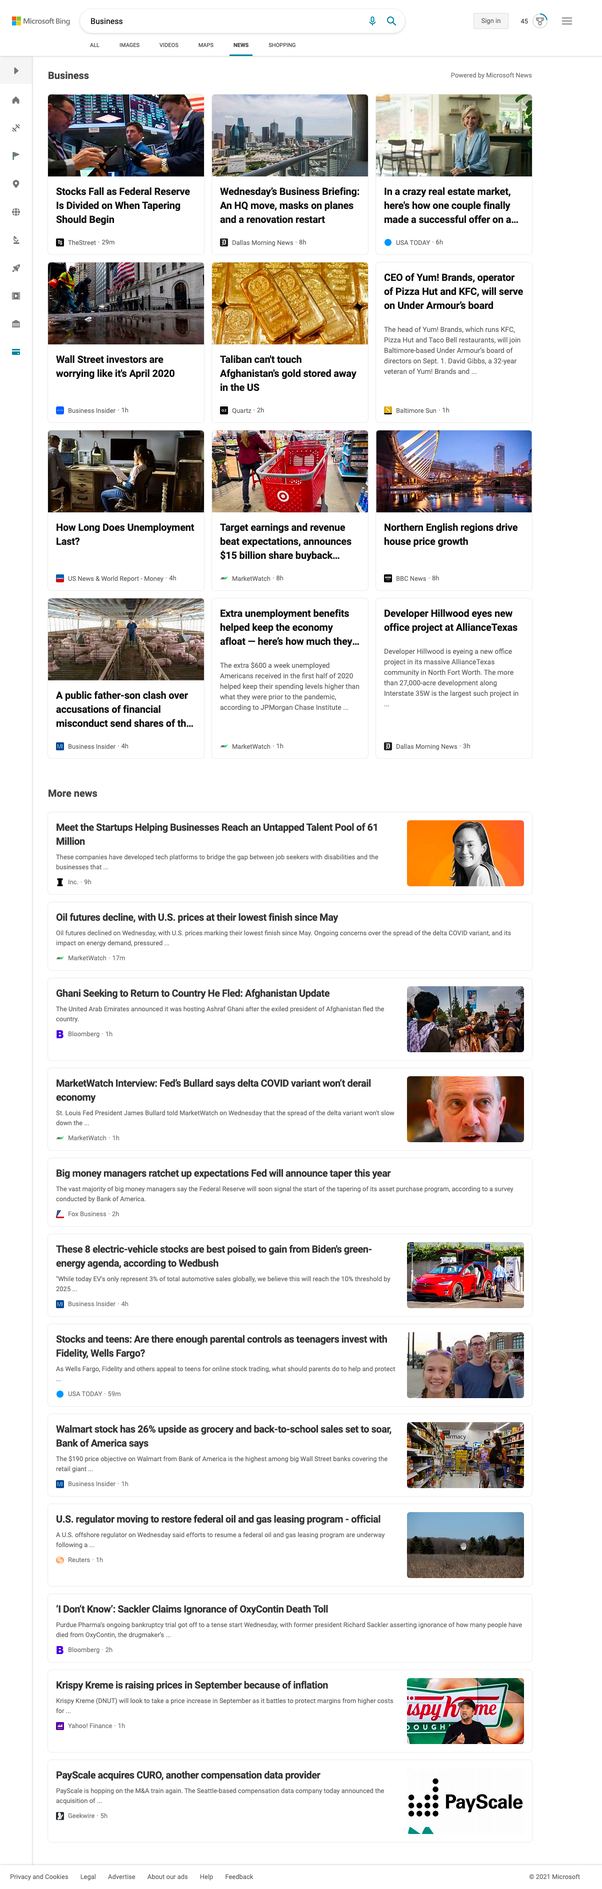 Microsoft Bing
Business
Sign in
45
ALL
IMAGES
VIDEOS
MAPS
NEWS
SHOPPING
Business
Powered by Microsoft News
Stocks Fall as Federal Reserve
Is Divided on When Tapering
Should Begin
TheStreet · 29m
Wednesday's Business Briefing:
An HQ move, masks on planes
and a renovation restart
Dallas Morning News · 8h
In a crazy real estate market,
here's how one couple finally
made a successful offer on a...
USA TODAY · 6h
Wall Street investors are
worrying like it's April 2020
Business Insider · 1h
Taliban can't touch
Afghanistan's gold stored away
in the US
Quartz · 2h
CEO of Yum! Brands, operator
of Pizza Hut and KFC, will serve
on Under Armour's board
The head of Yum! Brands, which runs KFC,
Pizza Hut and Taco Bell restaurants, will join
Baltimore-based Under Armour's board of
directors on Sept. 1. David Gibbs, a 32-year
veteran of Yum! Brands and ...
Baltimore Sun · 1h
How Long Does Unemployment
Last?
US News & World Report - Money · 4h
Target earnings and revenue
beat expectations, announces
$15 billion share buyback...
MarketWatch · 8h
Northern English regions drive
house price growth
BBC News · 8h
A public father-son clash over
accusations of financial
misconduct send shares of th...
Business Insider · 4h
Extra unemployment benefits
helped keep the economy
afloat — here's how much they...
The extra $600 a week unemployed
Americans received in the first half of 2020
helped keep their spending levels higher than
what they were prior to the pandemic,
according to JPMorgan Chase Institute ...
MarketWatch · 1h
Developer Hillwood eyes new
office project at AllianceTexas
Developer Hillwood is eyeing a new office
project in its massive AllianceTexas
community in North Fort Worth. The more
than 27,000-acre development along
Interstate 35W is the largest such project in
...
Dallas Morning News · 3h
More news
Meet the Startups Helping Businesses Reach an Untapped Talent Pool of 61
Million
These companies have developed tech platforms to bridge the gap between job seekers with disabilities and the
businesses that ...
Inc. · 9h
Oil futures decline, with U.S. prices at their lowest finish since May
Oil futures declined on Wednesday, with U.S. prices marking their lowest finish since May. Ongoing concerns over the spread of the delta COVID variant, and its
impact on energy demand, pressured ...
MarketWatch · 17m
Ghani Seeking to Return to Country He Fled: Afghanistan Update
The United Arab Emirates announced it was hosting Ashraf Ghani after the exiled president of Afghanistan fled the
country.
Bloomberg · 1h
MarketWatch Interview: Fed's Bullard says delta COVID variant won't derail
economy
St. Louis Fed President James Bullard told MarketWatch on Wednesday that the spread of the delta variant won't slow
down the ...
MarketWatch · 1h
Big money managers ratchet up expectations Fed will announce taper this year
The vast majority of big money managers say the Federal Reserve will soon signal the start of the tapering of its asset purchase program, according to a survey
conducted by Bank of America.
Fox Business · 2h
These 8 electric-vehicle stocks are best poised to gain from Biden's green-
energy agenda, according to Wedbush
"While today EV's only represent 3% of total automotive sales globally, we believe this will reach the 10% threshold by
2025 ...
Business Insider · 4h
Stocks and teens: Are there enough parental controls as teenagers invest with
Fidelity, Wells Fargo?
As Wells Fargo, Fidelity and others appeal to teens for online stock trading, what should parents do to help and protect
...
USA TODAY · 59m
Walmart stock has 26% upside as grocery and back-to-school sales set to soar,
Bank of America says
The $190 price objective on Walmart from Bank of America is the highest among big Wall Street banks covering the
retail giant ...
Business Insider · 1h
U.S. regulator moving to restore federal oil and gas leasing program - official
A U.S. offshore regulator on Wednesday said efforts to resume a federal oil and gas leasing program are underway
following a ...
Reuters · 1h
'I Don't Know': Sackler Claims Ignorance of OxyContin Death Toll
Purdue Pharma's ongoing bankruptcy trial got off to a tense start Wednesday, with former president Richard Sackler asserting ignorance of how many people have
died from OxyContin, the drugmaker's ...
Bloomberg · 2h
Krispy Kreme is raising prices in September because of inflation
Krispy Kreme (DNUT) will look to take a price increase in September as it battles to protect margins from higher costs
for ...
Yahoo! Finance · 1h
PayScale acquires CURO, another compensation data provider
PayScale is hopping on the M&A train again. The Seattle-based compensation data company today announced the
acquisition of ...
Geekwire · 5h
PayScale
Privacy and Cookies
Legal
Advertise
About our ads
Help
Feedback
© 2021 Microsoft